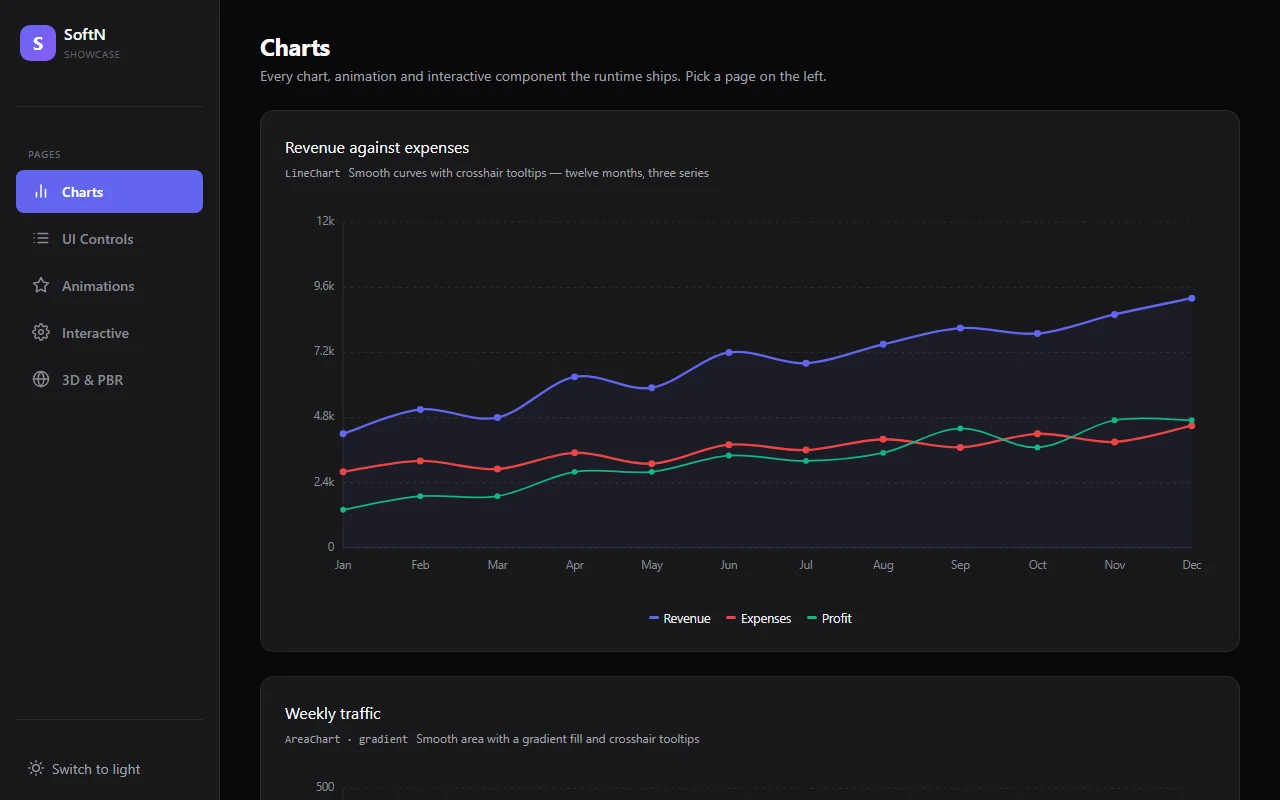 S
SoftN
SHOWCASE
PAGES
Charts
UI Controls
Animations
Interactive
3D & PBR
Switch to light
Charts
Every chart, animation and interactive component the runtime ships. Pick a page on the left.
Revenue against expenses
LineChart Smooth curves with crosshair tooltips — twelve months, three series
12k
9.6k
7.2k
4.8k
2.4k
0
Jan Feb Mar Apr May Jun Jul Aug Sep Oct Nov Dec
Revenue Expenses Profit
Weekly traffic
AreaChart · gradient Smooth area with a gradient fill and crosshair tooltips
500